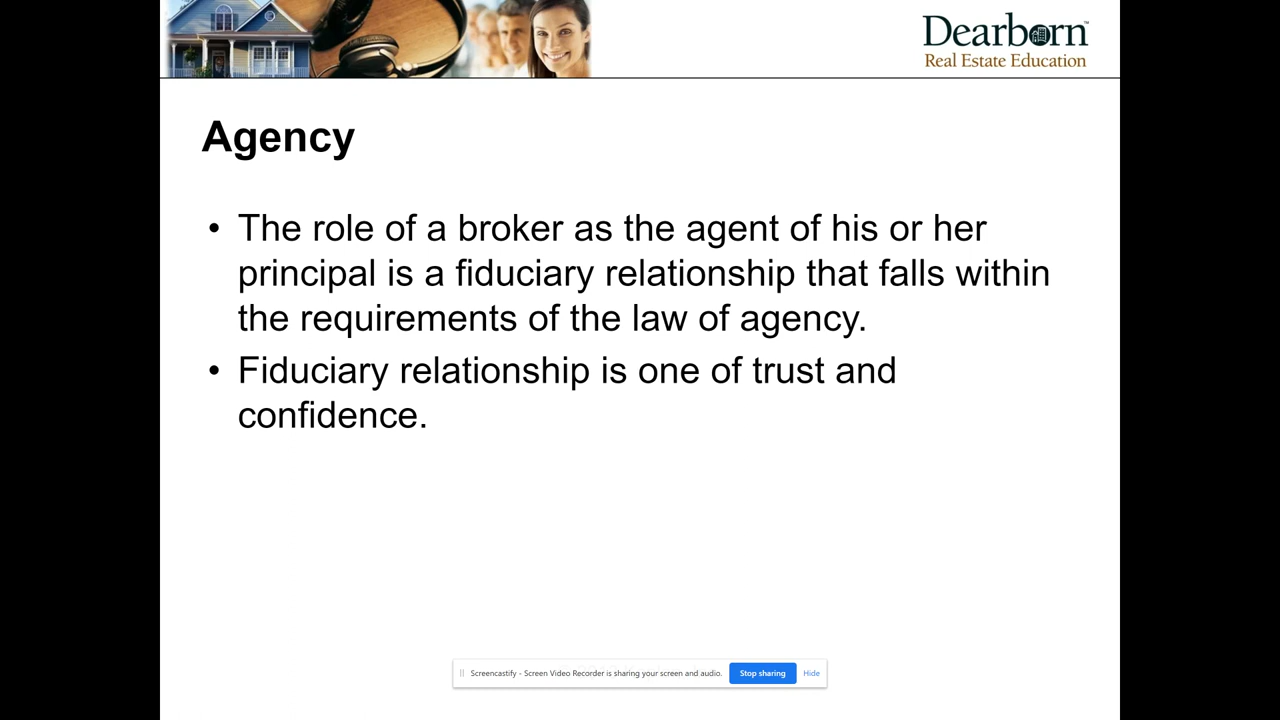 Dearborn™
Real Estate Education
Agency
• The role of a broker as the agent of his or her
principal is a fiduciary relationship that falls within
the requirements of the law of agency.
• Fiduciary relationship is one of trust and
confidence.
Screencastify - Screen Video Recorder is sharing your screen and audio. Stop sharing Hide